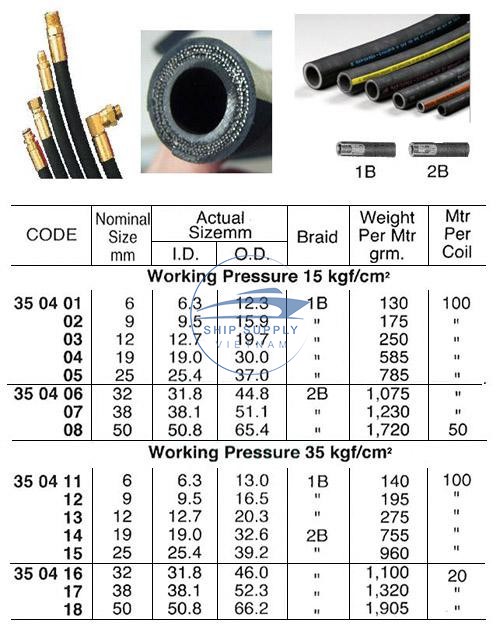 1B 2B
CODE Nominal Size mm Actual Sizemm I.D. O.D. Braid Weight Per Mtr grm. Mtr Per Coil
Working Pressure 15 kgf/cm²
35 04 01 6 6.3 12.3 1B 130 100
02 9 9.5 15.9 " 175 "
03 12 12.7 19.7 " 250 "
04 19 19.0 30.0 " 585 "
05 25 25.4 37.0 " 785 "
35 04 06 32 31.8 44.8 2B 1,075 "
07 38 38.1 51.1 " 1,230 "
08 50 50.8 65.4 " 1,720 50
Working Pressure 35 kgf/cm²
35 04 11 6 6.3 13.0 1B 140 100
12 9 9.5 16.5 " 195 "
13 12 12.7 20.3 " 275 "
14 19 19.0 32.6 2B 755 "
15 25 25.4 39.2 " 960 "
35 04 16 32 31.8 46.0 " 1,100 20
17 38 38.1 52.3 " 1,320 "
18 50 50.8 66.2 " 1,905 "
SHIP SUPPLY
VIETNAM